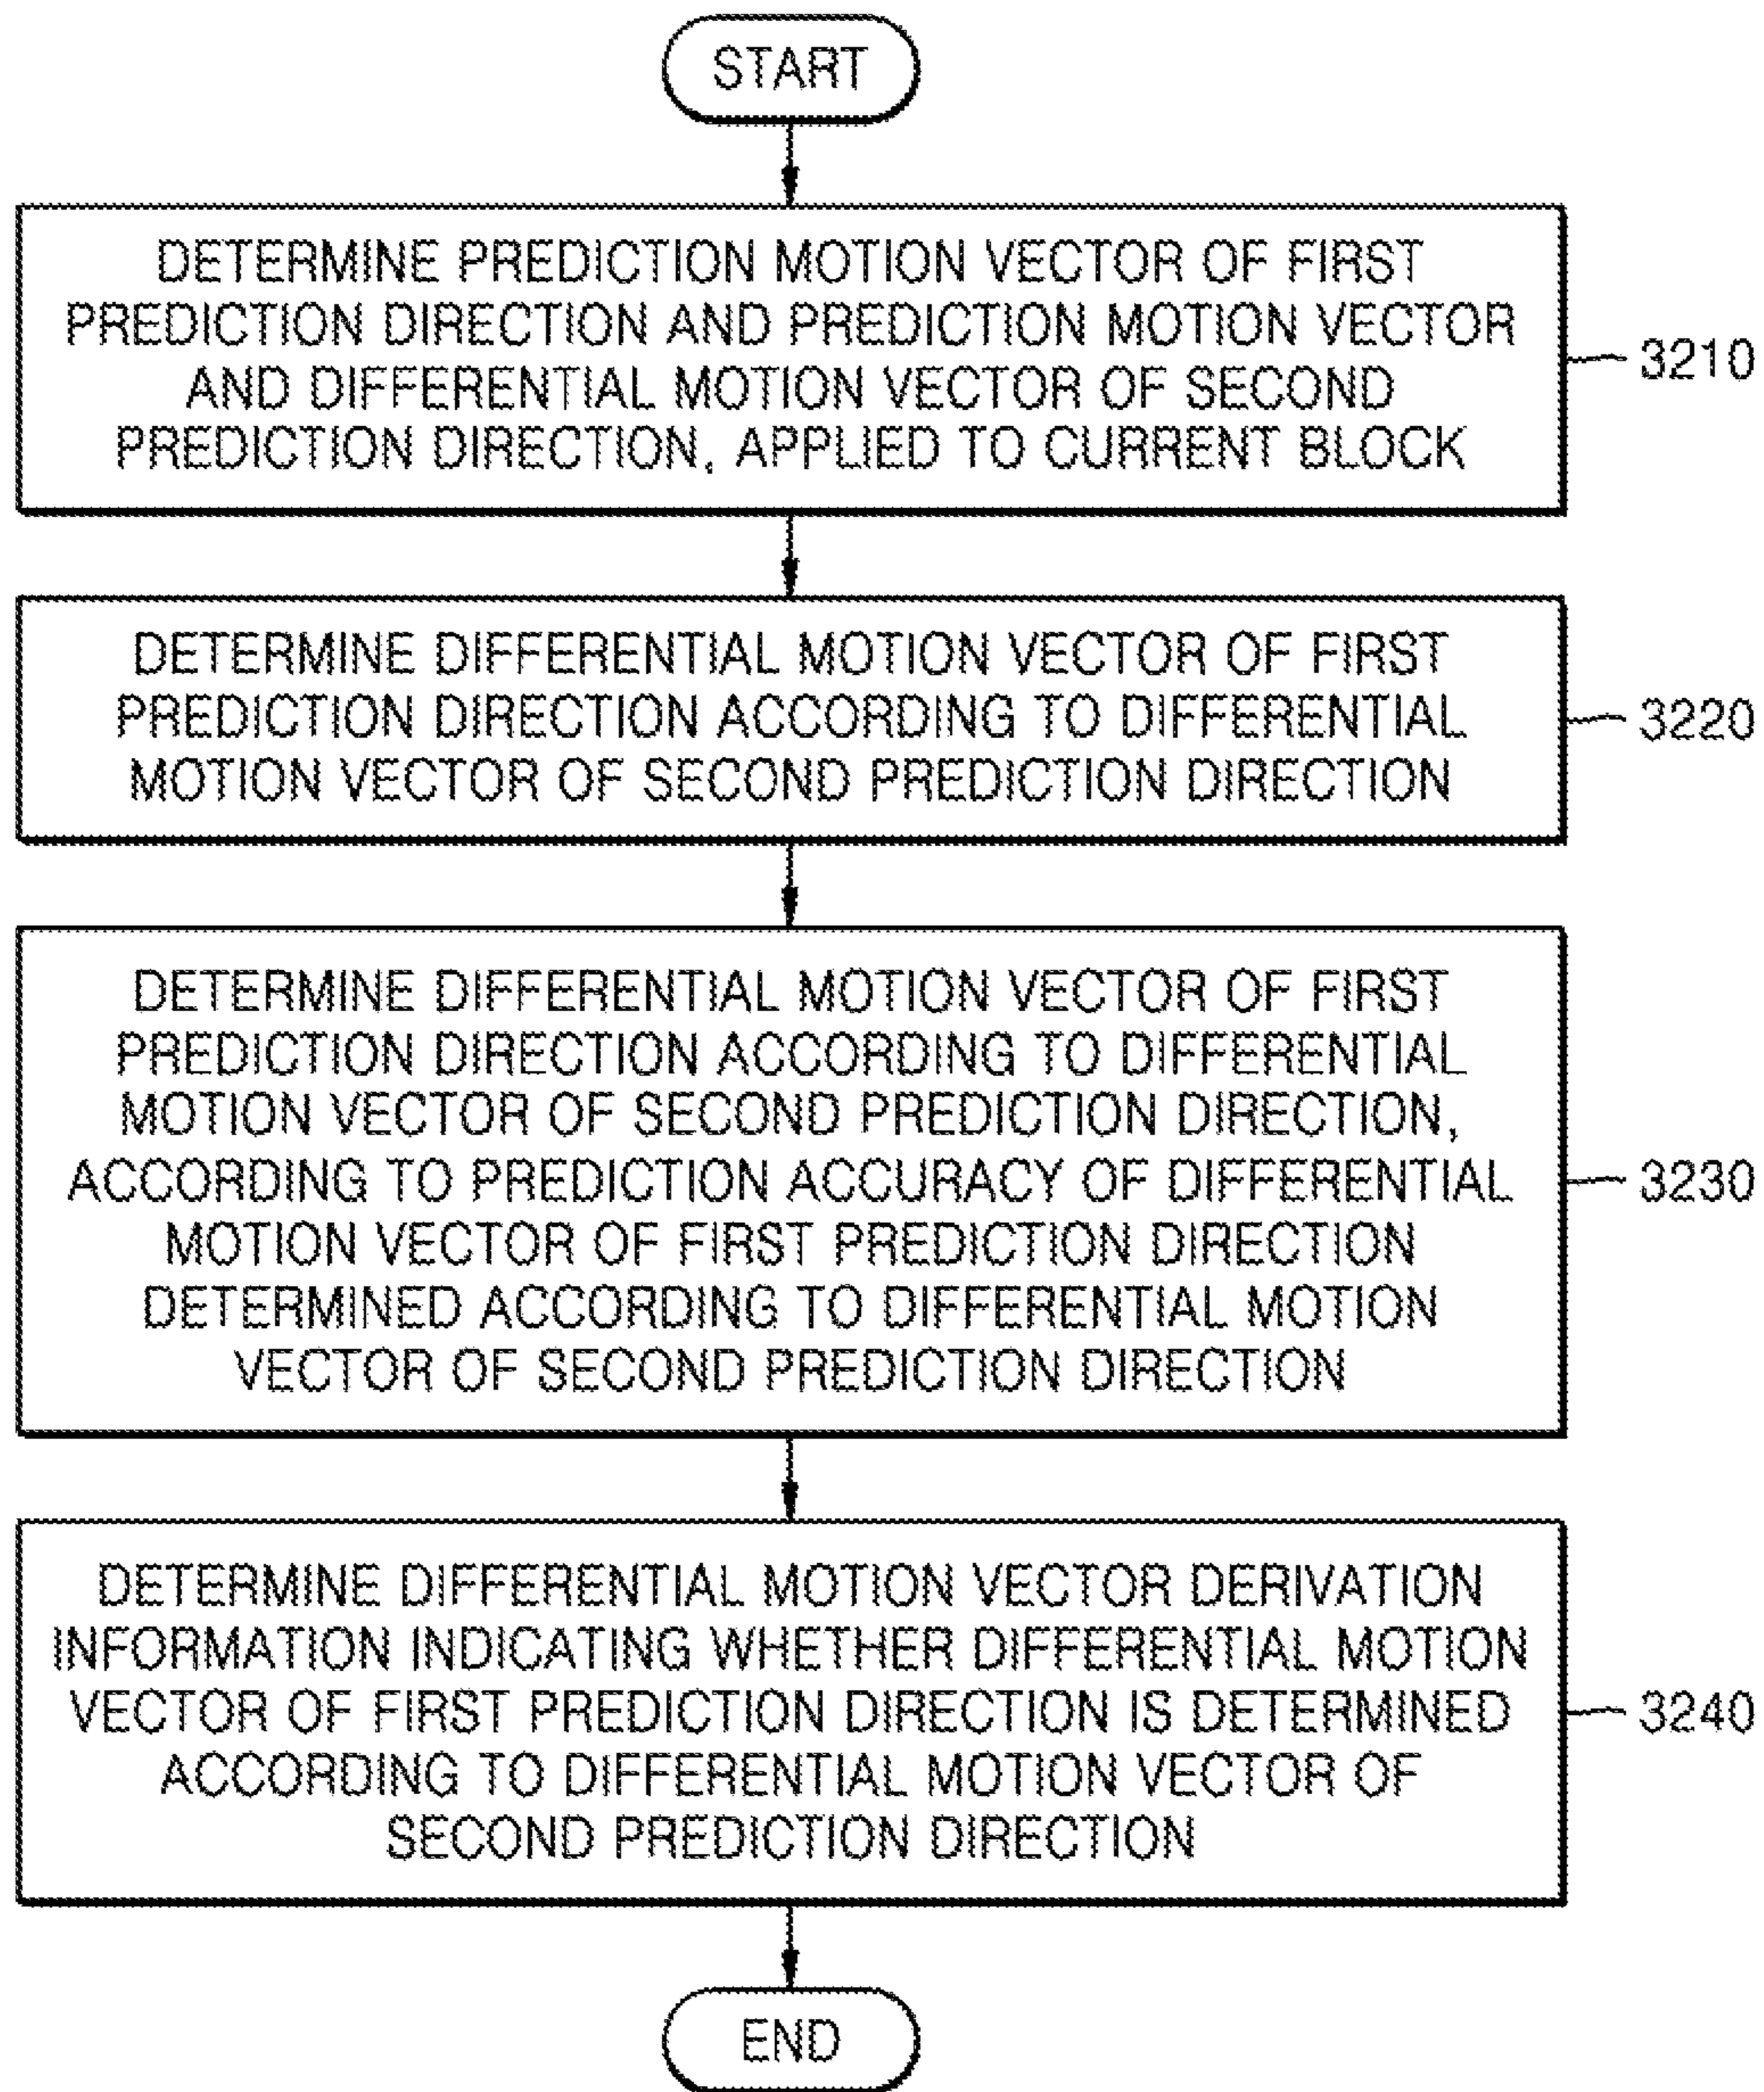 START
DETERMINE PREDICTION MOTION VECTOR OF FIRST
PREDICTION DIRECTION AND PREDICTION MOTION VECTOR
AND DIFFERENTIAL MOTION VECTOR OF SECOND
PREDICTION DIRECTION, APPLIED TO CURRENT BLOCK
3210
DETERMINE DIFFERENTIAL MOTION VECTOR OF FIRST
PREDICTION DIRECTION ACCORDING TO DIFFERENTIAL
MOTION VECTOR OF SECOND PREDICTION DIRECTION
3220
DETERMINE DIFFERENTIAL MOTION VECTOR OF FIRST
PREDICTION DIRECTION ACCORDING TO DIFFERENTIAL
MOTION VECTOR OF SECOND PREDICTION DIRECTION,
ACCORDING TO PREDICTION ACCURACY OF DIFFERENTIAL
MOTION VECTOR OF FIRST PREDICTION DIRECTION
DETERMINED ACCORDING TO DIFFERENTIAL MOTION
VECTOR OF SECOND PREDICTION DIRECTION
3230
DETERMINE DIFFERENTIAL MOTION VECTOR DERIVATION
INFORMATION INDICATING WHETHER DIFFERENTIAL MOTION
VECTOR OF FIRST PREDICTION DIRECTION IS DETERMINED
ACCORDING TO DIFFERENTIAL MOTION VECTOR OF
SECOND PREDICTION DIRECTION
3240
END